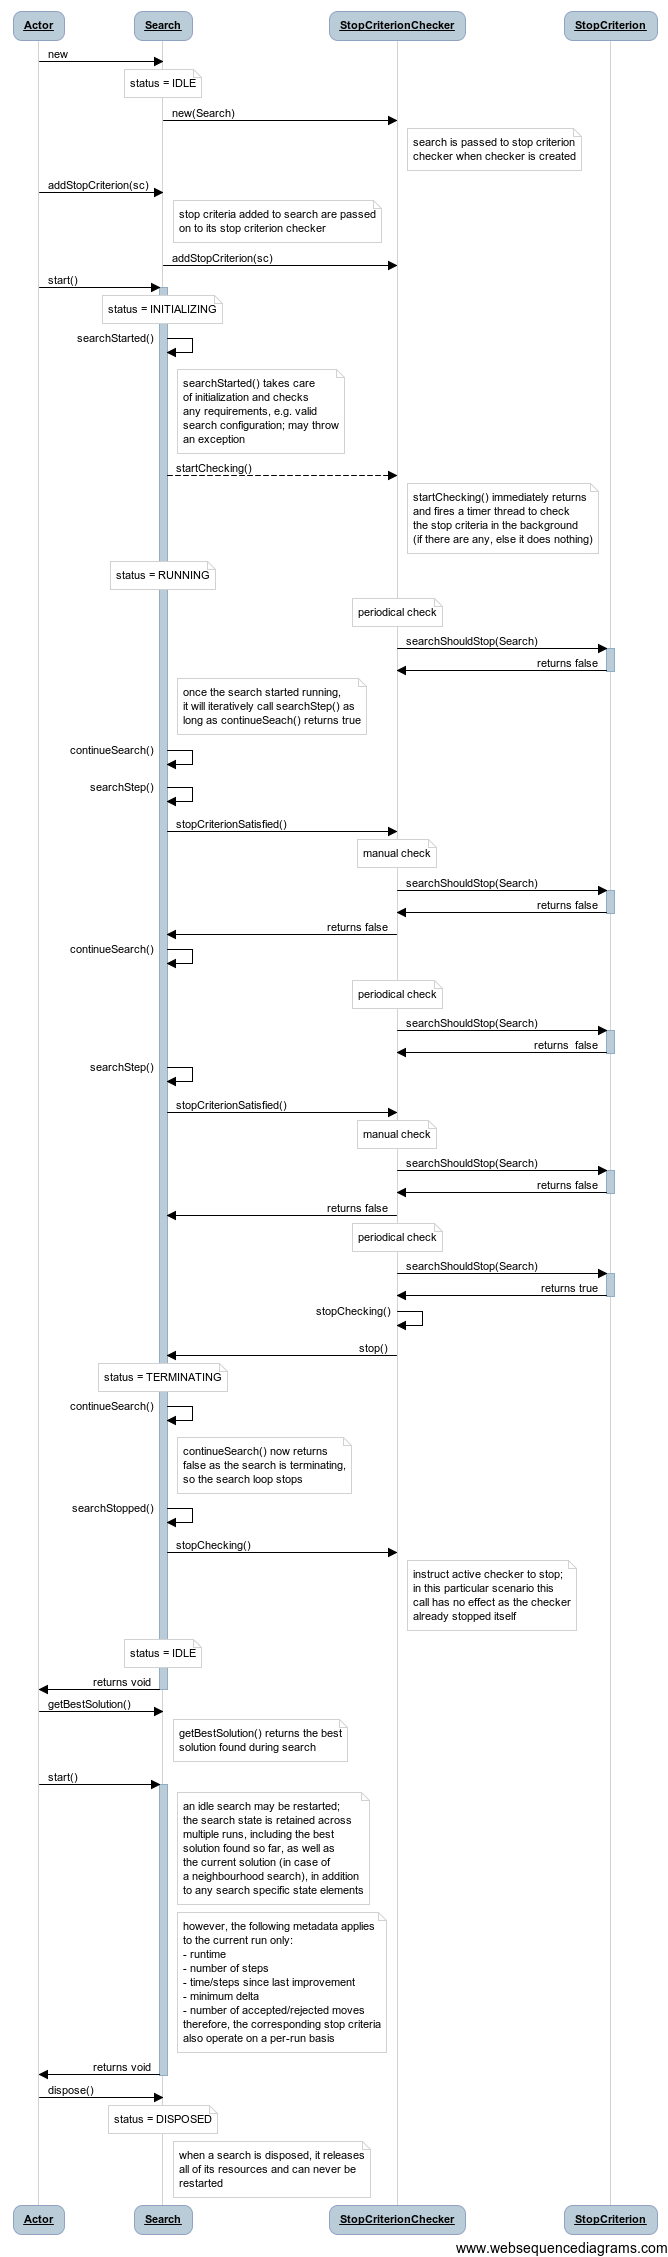 Actor
Search
StopCriterionChecker
StopCriterion
new
status = IDLE
new(Search)
search is passed to stop criterion
checker when checker is created
addStopCriterion(sc)
stop criteria added to search are passed
on to its stop criterion checker
addStopCriterion(sc)
start()
status = INITIALIZING
searchStarted()
searchStarted() takes care
of initialization and checks
any requirements, e.g. valid
search configuration; may throw
an exception
startChecking()
startChecking() immediately returns
and fires a timer thread to check
the stop criteria in the background
(if there are any, else it does nothing)
status = RUNNING
periodical check
searchShouldStop(Search)
returns false
once the search started running,
it will iteratively call searchStep() as
long as continueSeach() returns true
continueSearch()
searchStep()
stopCriterionSatisfied()
manual check
searchShouldStop(Search)
returns false
returns false
continueSearch()
periodical check
searchShouldStop(Search)
returns  false
searchStep()
stopCriterionSatisfied()
manual check
searchShouldStop(Search)
returns false
returns false
periodical check
searchShouldStop(Search)
returns true
stopChecking()
stop()
status = TERMINATING
continueSearch()
continueSearch() now returns
false as the search is terminating,
so the search loop stops
searchStopped()
stopChecking()
instruct active checker to stop;
in this particular scenario this
call has no effect as the checker
already stopped itself
status = IDLE
returns void
getBestSolution()
getBestSolution() returns the best
solution found during search
start()
an idle search may be restarted;
the search state is retained across
multiple runs, including the best
solution found so far, as well as
the current solution (in case of
a neighbourhood search), in addition
to any search specific state elements
however, the following metadata applies
to the current run only:
- runtime
- number of steps
- time/steps since last improvement
- minimum delta
- number of accepted/rejected moves
therefore, the corresponding stop criteria
also operate on a per-run basis
returns void
dispose()
status = DISPOSED
when a search is disposed, it releases
all of its resources and can never be
restarted
Actor
Search
StopCriterionChecker
StopCriterion
www.websequencediagrams.com